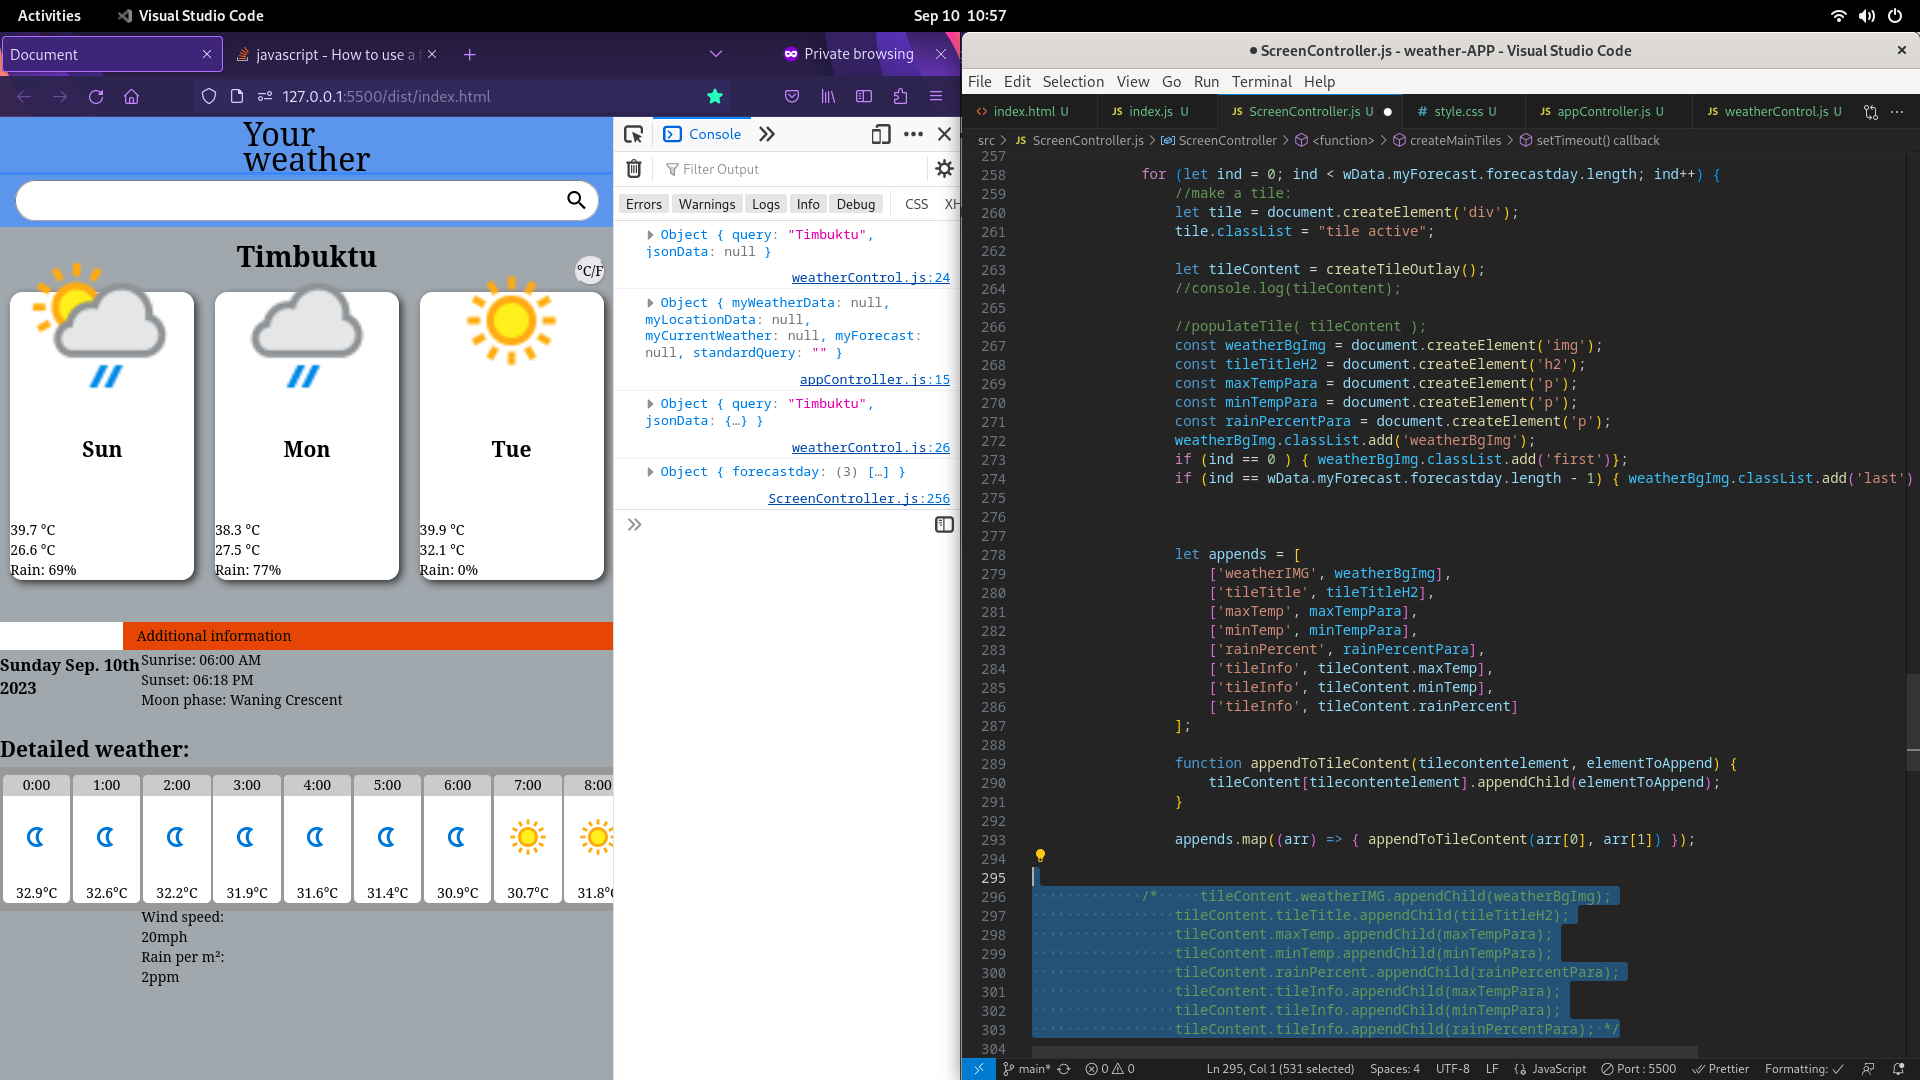 Activities
Visual Studio Code
Sep 10 10:57
Document
javascript - How to use a f
Private browsing
127.0.0.1:5500/dist/index.html
Your
weather
Timbuktu
°C/F
Sun
Mon
Tue
39.7 °C
26.6 °C
Rain: 69%
38.3 °C
27.5 °C
Rain: 77%
39.9 °C
32.1 °C
Rain: 0%
Additional information
Sunday Sep. 10th
2023
Sunrise: 06:00 AM
Sunset: 06:18 PM
Moon phase: Waning Crescent
Detailed weather:
0:00 1:00 2:00 3:00 4:00 5:00 6:00 7:00 8:00
32.9°C 32.6°C 32.2°C 31.9°C 31.6°C 31.4°C 30.9°C 30.7°C 31.8°C
Wind speed:
20mph
Rain per m²:
2ppm
Console
Filter Output
Errors Warnings Logs Info Debug CSS XH
Object { query: "Timbuktu",
jsonData: null }
weatherControl.js:24
Object { myWeatherData: null,
myLocationData: null,
myCurrentWeather: null, myForecast:
null, standardQuery: "" }
appController.js:15
Object { query: "Timbuktu",
jsonData: {…} }
weatherControl.js:26
Object { forecastday: (3) […] }
ScreenController.js:256
● ScreenController.js - weather-APP - Visual Studio Code
File Edit Selection View Go Run Terminal Help
<> index.html U
JS index.js U
JS ScreenController.js U ●
# style.css U
JS appController.js U
JS weatherControl.js U
src > JS ScreenController.js > ScreenController > <function> > createMainTiles > setTimeout() callback
257
258 for (let ind = 0; ind < wData.myForecast.forecastday.length; ind++) {
259 //make a tile:
260 let tile = document.createElement('div');
261 tile.classList = "tile active";
262
263 let tileContent = createTileOutlay();
264 //console.log(tileContent);
265
266 //populateTile( tileContent );
267 const weatherBgImg = document.createElement('img');
268 const tileTitleH2 = document.createElement('h2');
269 const maxTempPara = document.createElement('p');
270 const minTempPara = document.createElement('p');
271 const rainPercentPara = document.createElement('p');
272 weatherBgImg.classList.add('weatherBgImg');
273 if (ind == 0 ) { weatherBgImg.classList.add('first')};
274 if (ind == wData.myForecast.forecastday.length - 1) { weatherBgImg.classList.add('last')
275
276
277
278 let appends = [
279 ['weatherIMG', weatherBgImg],
280 ['tileTitle', tileTitleH2],
281 ['maxTemp', maxTempPara],
282 ['minTemp', minTempPara],
283 ['rainPercent', rainPercentPara],
284 ['tileInfo', tileContent.maxTemp],
285 ['tileInfo', tileContent.minTemp],
286 ['tileInfo', tileContent.rainPercent]
287 ];
288
289 function appendToTileContent(tilecontentelement, elementToAppend) {
290 tileContent[tilecontentelement].appendChild(elementToAppend);
291 }
292
293 appends.map((arr) => { appendToTileContent(arr[0], arr[1]) });
294
295
296 /* tileContent.weatherIMG.appendChild(weatherBgImg);
297 tileContent.tileTitle.appendChild(tileTitleH2);
298 tileContent.maxTemp.appendChild(maxTempPara);
299 tileContent.minTemp.appendChild(minTempPara);
300 tileContent.rainPercent.appendChild(rainPercentPara);
301 tileContent.tileInfo.appendChild(maxTempPara);
302 tileContent.tileInfo.appendChild(minTempPara);
303 tileContent.tileInfo.appendChild(rainPercentPara); */
304
main* 0 0 Ln 295, Col 1 (531 selected) Spaces: 4 UTF-8 LF {} JavaScript Port : 5500 Prettier Formatting: ✓